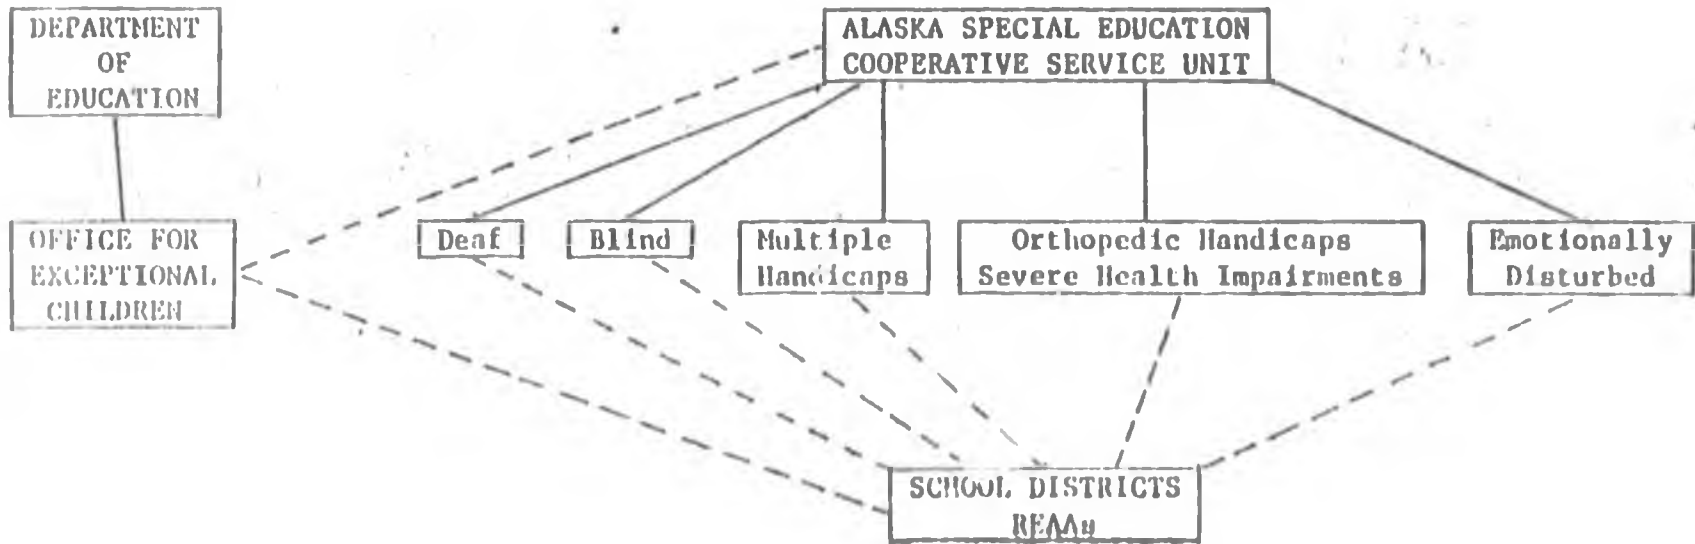 DEPARTMENT
OF
EDUCATION
ALASKA SPECIAL EDUCATION
COOPERATIVE SERVICE UNIT
OFFICE FOR
EXCEPTIONAL
CHILDREN
Deaf
Blind
Multiple
Handicaps
Orthopedic Handicaps
Severe Health Impairments
Emotionally
Disturbed
SCHOOL DISTRICTS
REAAs